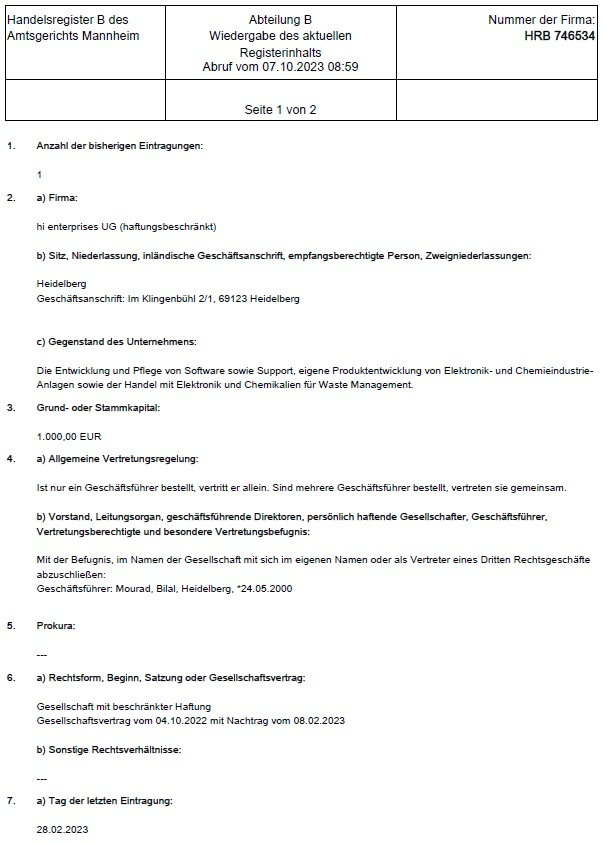 Handelsregister B des
Amtsgerichts Mannheim
Abteilung B
Wiedergabe des aktuellen
Registerinhalts
Abruf vom 07.10.2023 08:59
Nummer der Firma:
HRB 746534
Seite 1 von 2
1. Anzahl der bisherigen Eintragungen:
1
2. a) Firma:
hi enterprises UG (haftungsbeschränkt)
b) Sitz, Niederlassung, inländische Geschäftsanschrift, empfangsberechtigte Person, Zweigniederlassungen:
Heidelberg
Geschäftsanschrift: Im Klingenbühl 2/1, 69123 Heidelberg
c) Gegenstand des Unternehmens:
Die Entwicklung und Pflege von Software sowie Support, eigene Produktentwicklung von Elektronik- und Chemieindustrie-
Anlagen sowie der Handel mit Elektronik und Chemikalien für Waste Management.
3. Grund- oder Stammkapital:
1.000,00 EUR
4. a) Allgemeine Vertretungsregelung:
Ist nur ein Geschäftsführer bestellt, vertritt er allein. Sind mehrere Geschäftsführer bestellt, vertreten sie gemeinsam.
b) Vorstand, Leitungsorgan, geschäftsführende Direktoren, persönlich haftende Gesellschafter, Geschäftsführer,
Vertretungsberechtigte und besondere Vertretungsbefugnis:
Mit der Befugnis, im Namen der Gesellschaft mit sich im eigenen Namen oder als Vertreter eines Dritten Rechtsgeschäfte
abzuschließen:
Geschäftsführer: Mourad, Bilal, Heidelberg, *24.05.2000
5. Prokura:
---
6. a) Rechtsform, Beginn, Satzung oder Gesellschaftsvertrag:
Gesellschaft mit beschränkter Haftung
Gesellschaftsvertrag vom 04.10.2022 mit Nachtrag vom 08.02.2023
b) Sonstige Rechtsverhältnisse:
---
7. a) Tag der letzten Eintragung:
28.02.2023